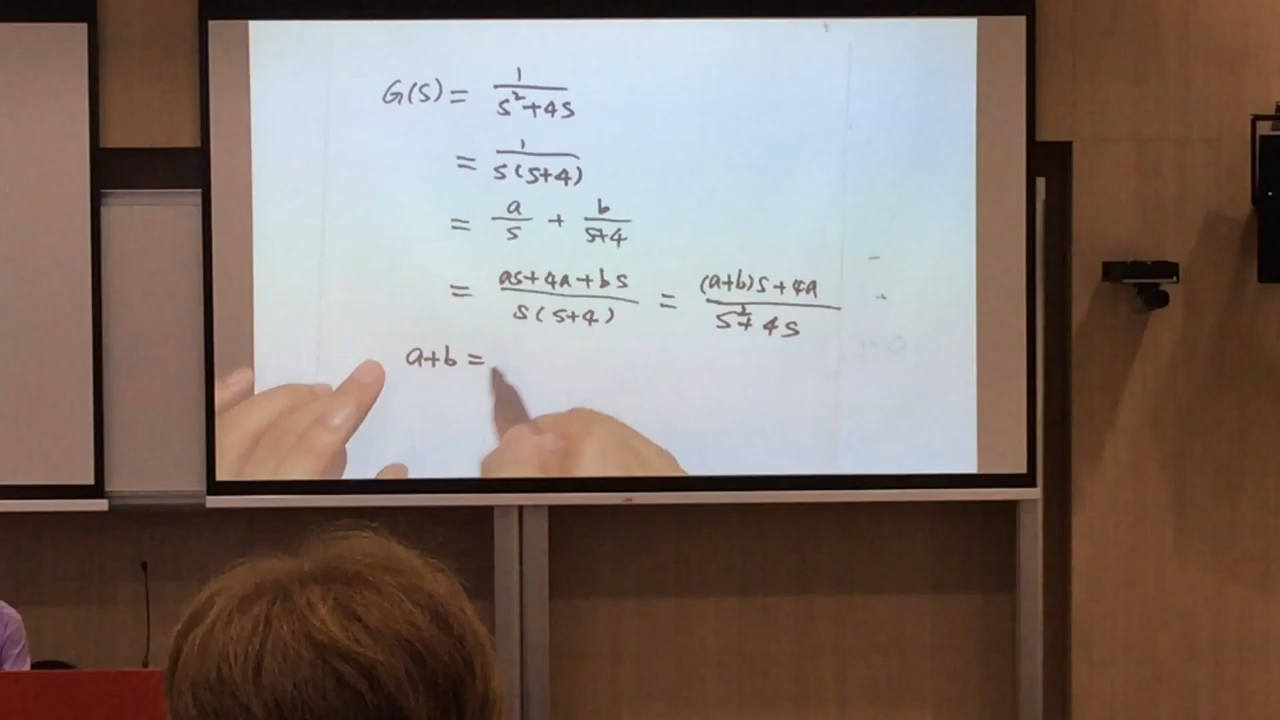 G(S) = 1/(s²+4s)
= 1/(s(s+4))
= a/s + b/(s+4)
= (as+4a+bs)/(s(s+4)) = ((a+b)s+4a)/(s²+4s)
a+b =